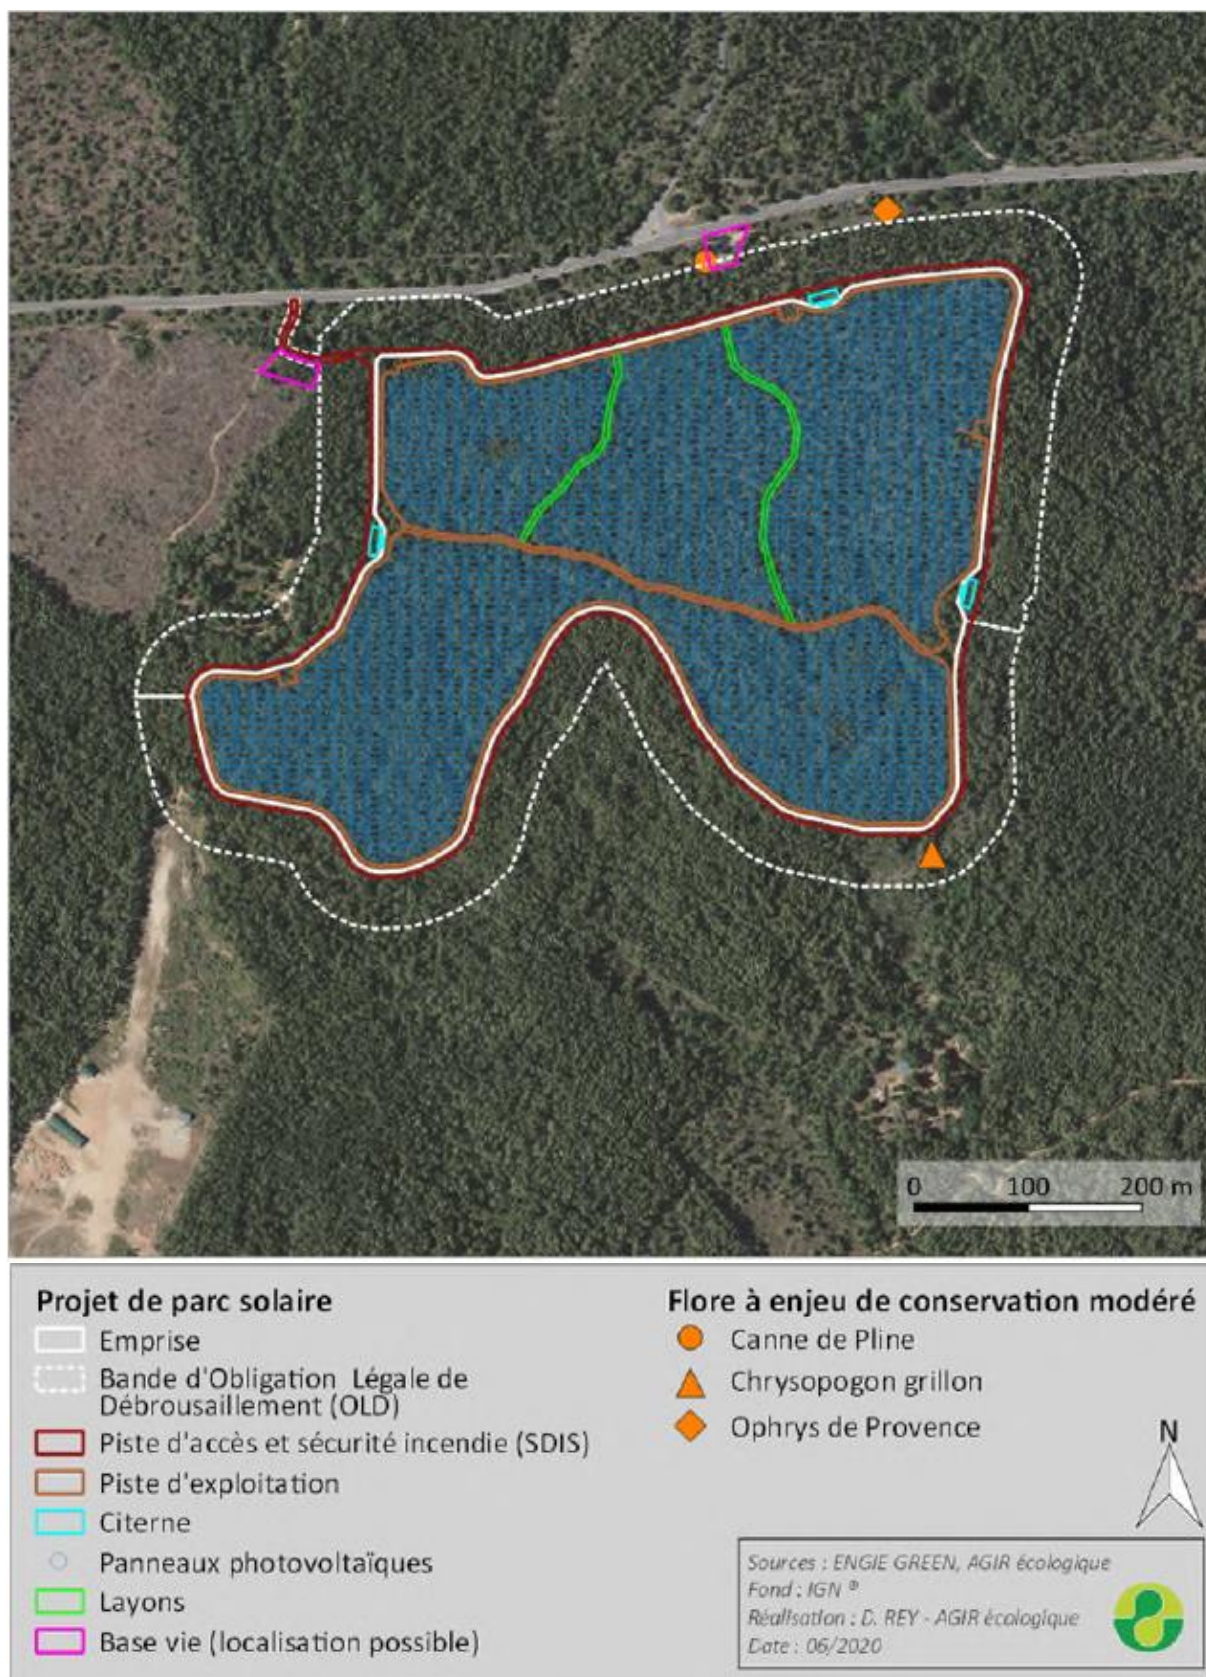 0 100 200 m
Projet de parc solaire
Emprise
Bande d'Obligation Légale de
Débrousaillement (OLD)
Piste d'accès et sécurité incendie (SDIS)
Piste d'exploitation
Citerne
Panneaux photovoltaïques
Layons
Base vie (localisation possible)
Flore à enjeu de conservation modéré
Canne de Pline
Chrysopogon grillon
Ophrys de Provence
N
Sources : ENGIE GREEN, AGIR écologique
Fond : IGN ®
Réalisation : D. REY - AGIR écologique
Date : 06/2020